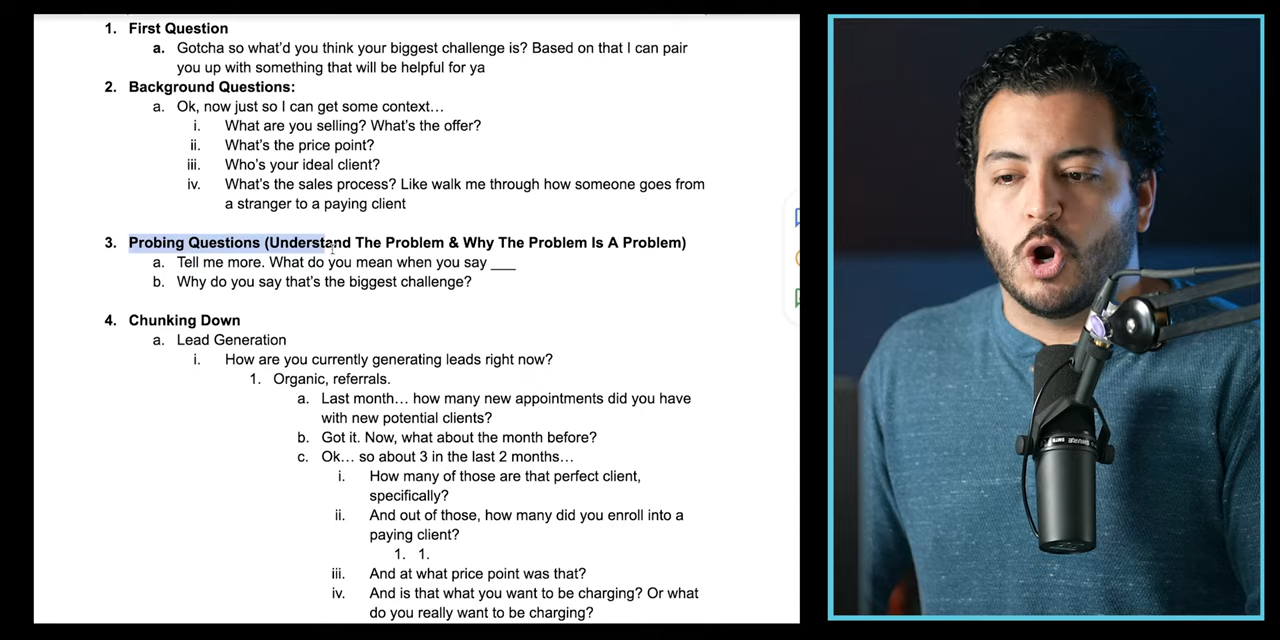 1. First Question
a. Gotcha so what'd you think your biggest challenge is? Based on that I can pair
you up with something that will be helpful for ya
2. Background Questions:
a. Ok, now just so I can get some context…
i. What are you selling? What's the offer?
ii. What's the price point?
iii. Who's your ideal client?
iv. What's the sales process? Like walk me through how someone goes from
a stranger to a paying client
3. Probing Questions (Understand The Problem & Why The Problem Is A Problem)
a. Tell me more. What do you mean when you say ___
b. Why do you say that's the biggest challenge?
4. Chunking Down
a. Lead Generation
i. How are you currently generating leads right now?
1. Organic, referrals.
a. Last month… how many new appointments did you have
with new potential clients?
b. Got it. Now, what about the month before?
c. Ok… so about 3 in the last 2 months…
i. How many of those are that perfect client,
specifically?
ii. And out of those, how many did you enroll into a
paying client?
1. 1.
iii. And at what price point was that?
iv. And is that what you want to be charging? Or what
do you really want to be charging?
SHURE